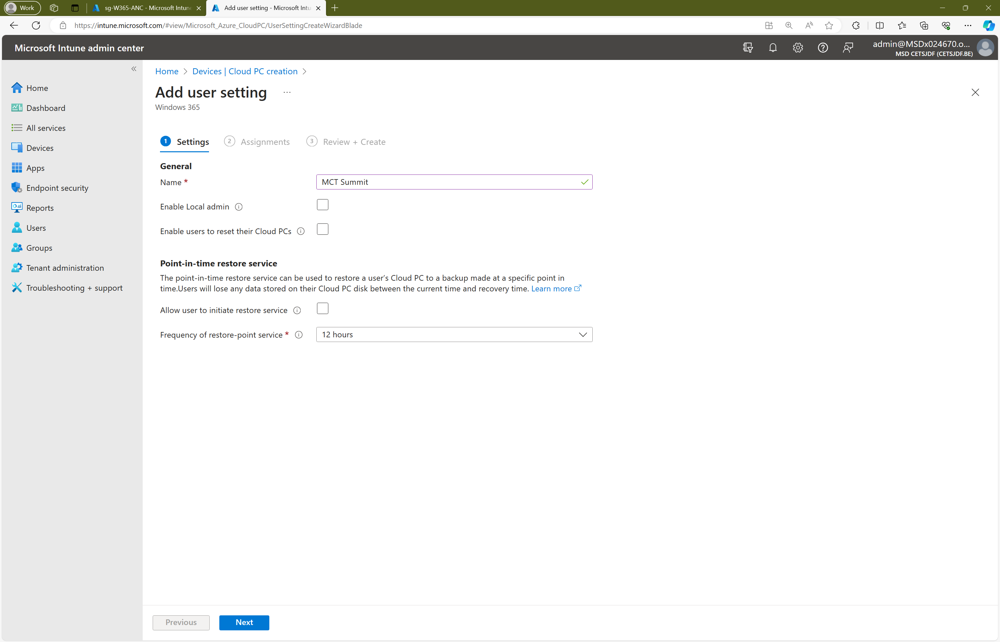 Work
sg-W365-ANC - Microsoft Intune
Add user setting - Microsoft Intu
https://intune.microsoft.com/#view/Microsoft_Azure_CloudPC/UserSettingCreateWizardBlade
Microsoft Intune admin center
admin@MSDx024670.o...
MSD CETSJDF (CETSJDF.BE)
Home
Dashboard
All services
Devices
Apps
Endpoint security
Reports
Users
Groups
Tenant administration
Troubleshooting + support
Home > Devices | Cloud PC creation >
Add user setting ...
Windows 365
1 Settings 2 Assignments 3 Review + Create
General
Name * MCT Summit
Enable Local admin
Enable users to reset their Cloud PCs
Point-in-time restore service
The point-in-time restore service can be used to restore a user’s Cloud PC to a backup made at a specific point in
time.Users will lose any data stored on their Cloud PC disk between the current time and recovery time. Learn more
Allow user to initiate restore service
Frequency of restore-point service * 12 hours
Previous Next